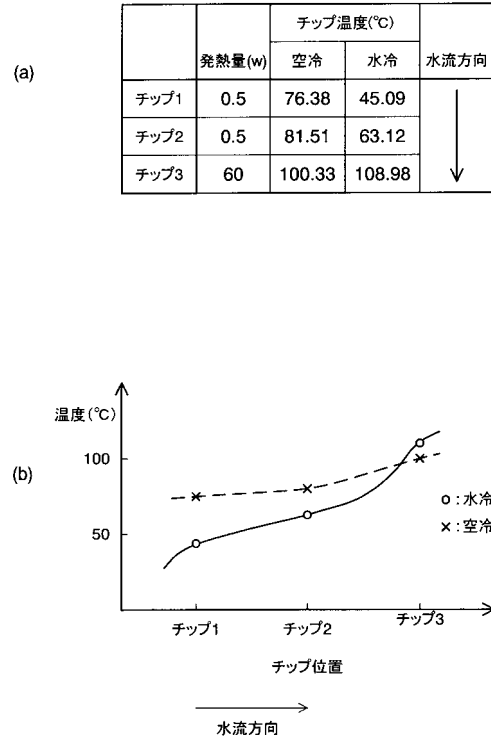 (a)
チップ温度(℃)
発熱量(w) 空冷 水冷 水流方向
チップ1 0.5 76.38 45.09
チップ2 0.5 81.51 63.12
チップ3 60 100.33 108.98
(b)
温度(℃)
100
50
○:水冷
×:空冷
チップ1 チップ2 チップ3
チップ位置
水流方向